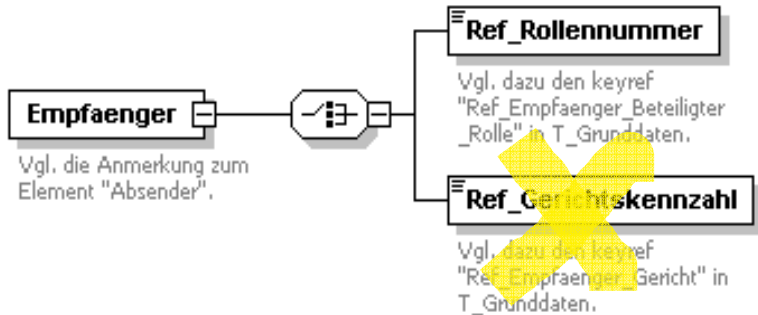 Ref_Rollennummer
Vgl. dazu den keyref
"Ref_Empfaenger_Beteiligter
_Rolle" in T_Grunddaten.
Empfaenger
Vgl. die Anmerkung zum
Element "Absender".
Ref_Gerichtskennzahl
Vgl. dazu den keyref
"Ref_Empfaenger_Gericht" in
T_Grunddaten.